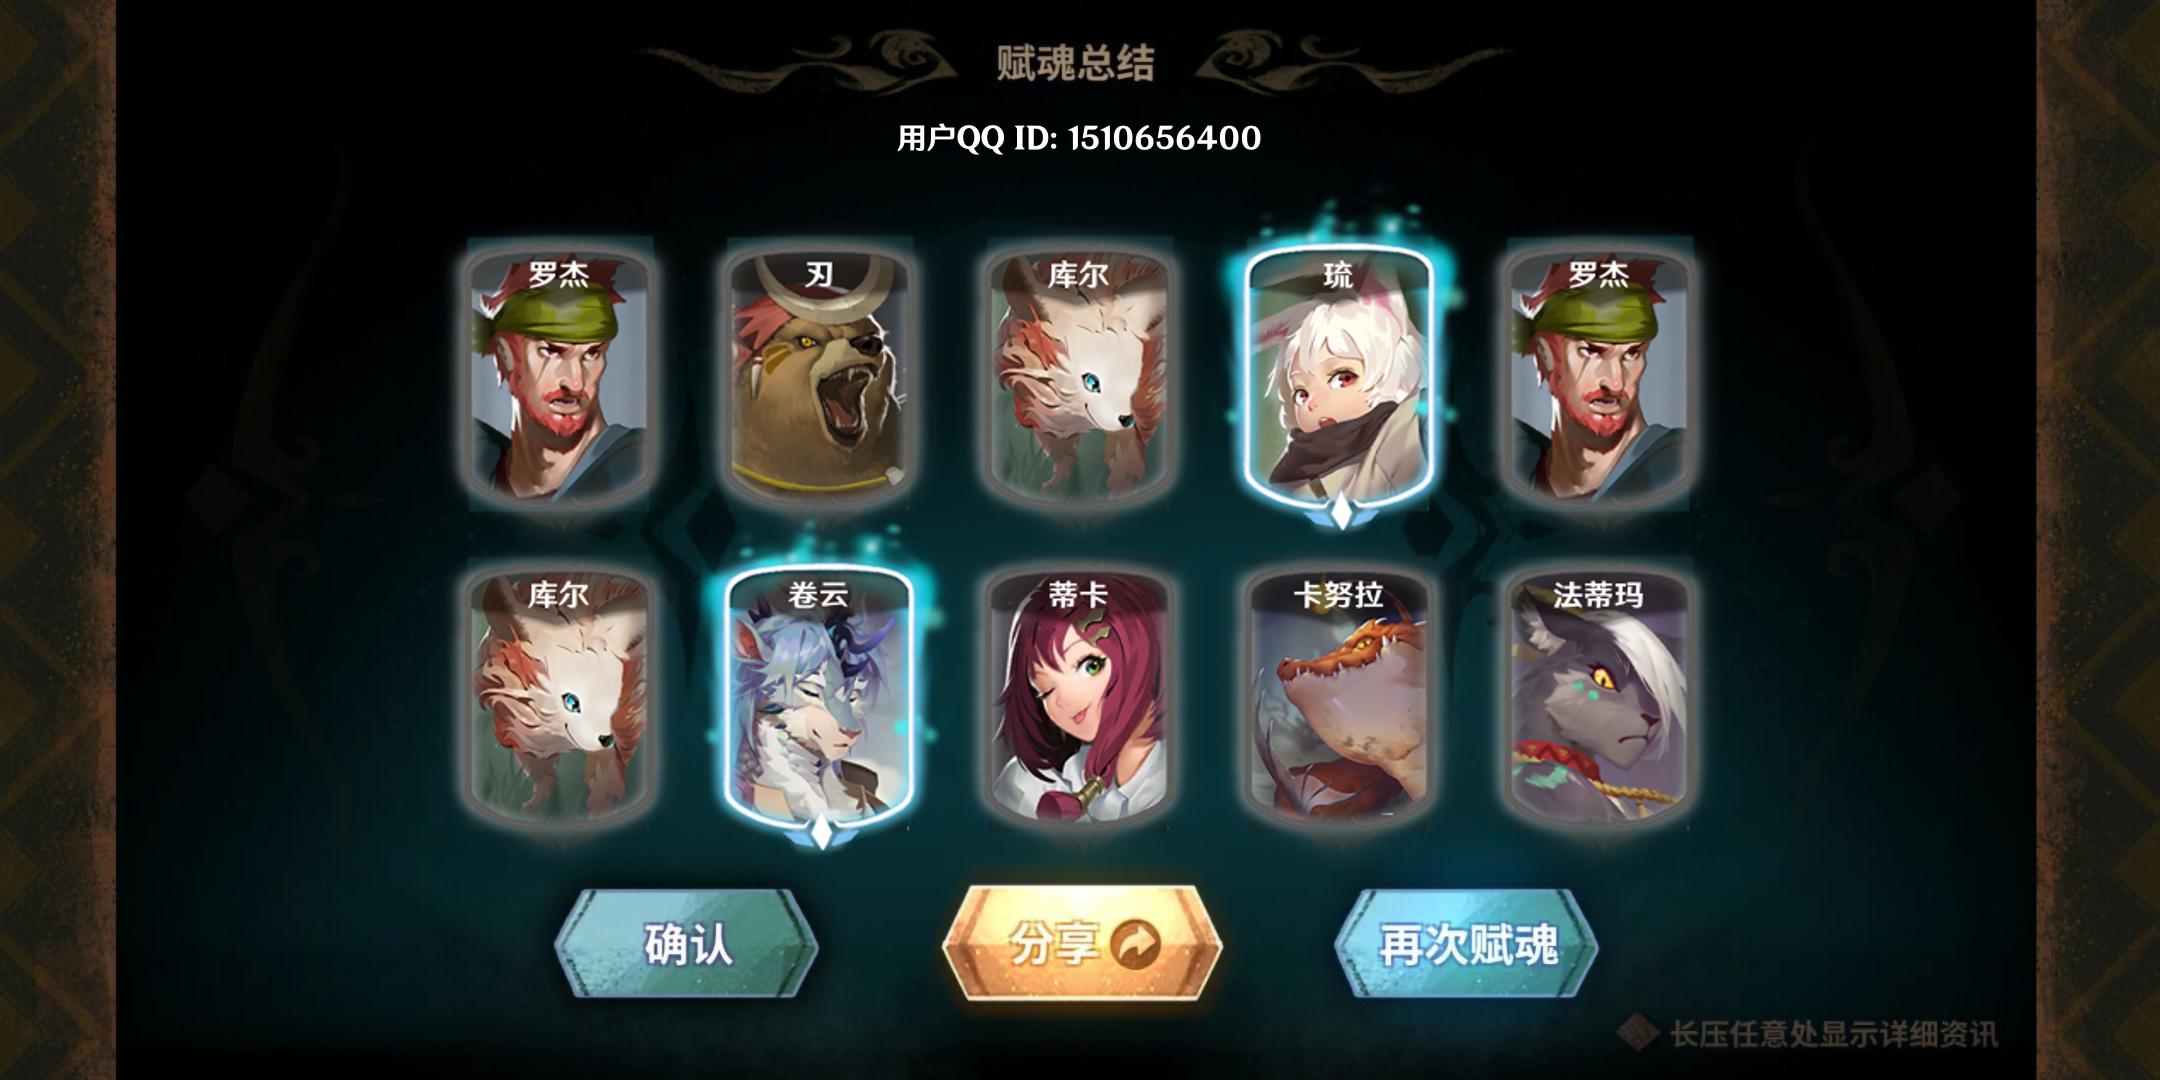 赋魂总结
用户QQ ID: 1510656400
罗杰
刃
库尔
琉
罗杰
库尔
卷云
蒂卡
卡努拉
法蒂玛
确认
分享
再次赋魂
长压任意处显示详细资讯